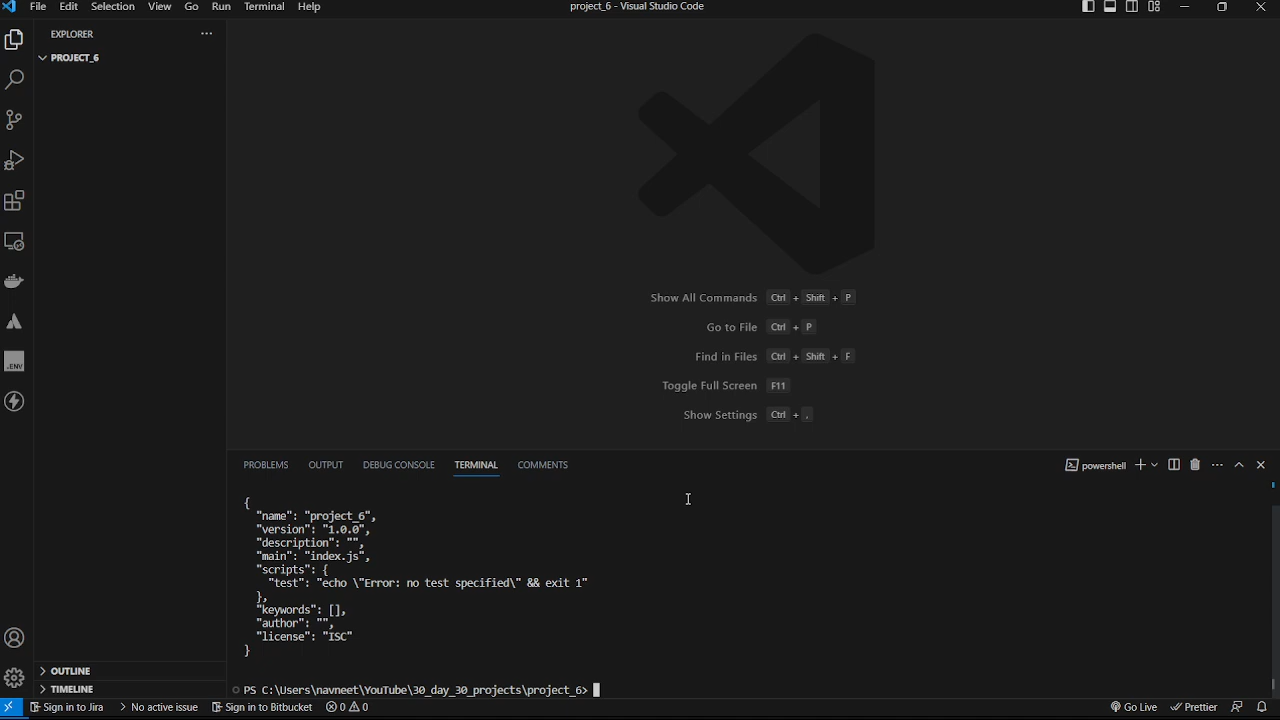 File Edit Selection View Go Run Terminal Help
project_6 - Visual Studio Code
EXPLORER
PROJECT_6
Show All Commands Ctrl + Shift + P
Go to File Ctrl + P
Find in Files Ctrl + Shift + F
Toggle Full Screen F11
Show Settings Ctrl + ,
.ENV
PROBLEMS OUTPUT DEBUG CONSOLE TERMINAL COMMENTS
powershell
{
"name": "project_6",
"version": "1.0.0",
"description": "",
"main": "index.js",
"scripts": {
"test": "echo \"Error: no test specified\" && exit 1"
},
"keywords": [],
"author": "",
"license": "ISC"
}
PS C:\Users\navneet\YouTube\30_day_30_projects\project_6>
OUTLINE
TIMELINE
Sign in to Jira No active issue Sign in to Bitbucket 0 0 Go Live Prettier